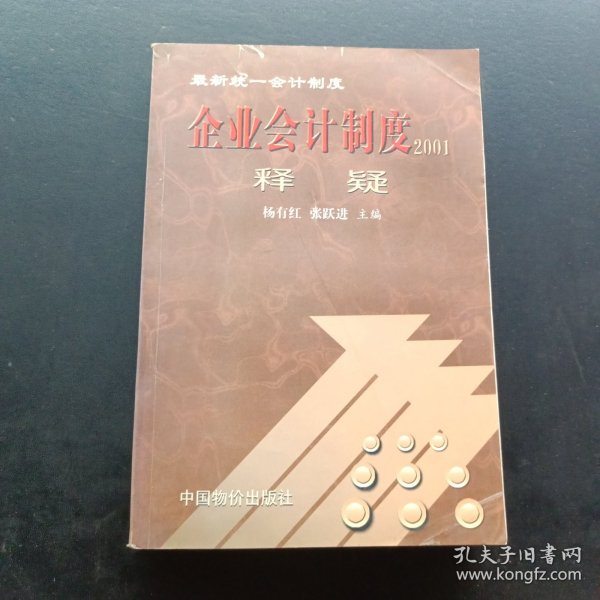 最新统一会计制度
企业会计制度2001
释 疑
杨有红 张跃进 主编
中国物价出版社
孔夫子旧书网
www.kongfz.com